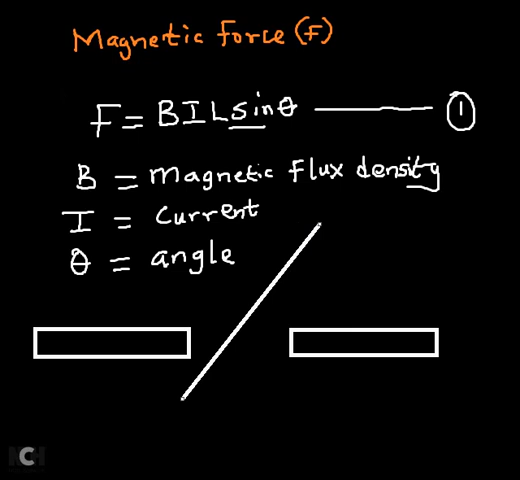 Magnetic force (F)
F = BILsinθ ——— ①
B = magnetic flux density
I = current
θ = angle